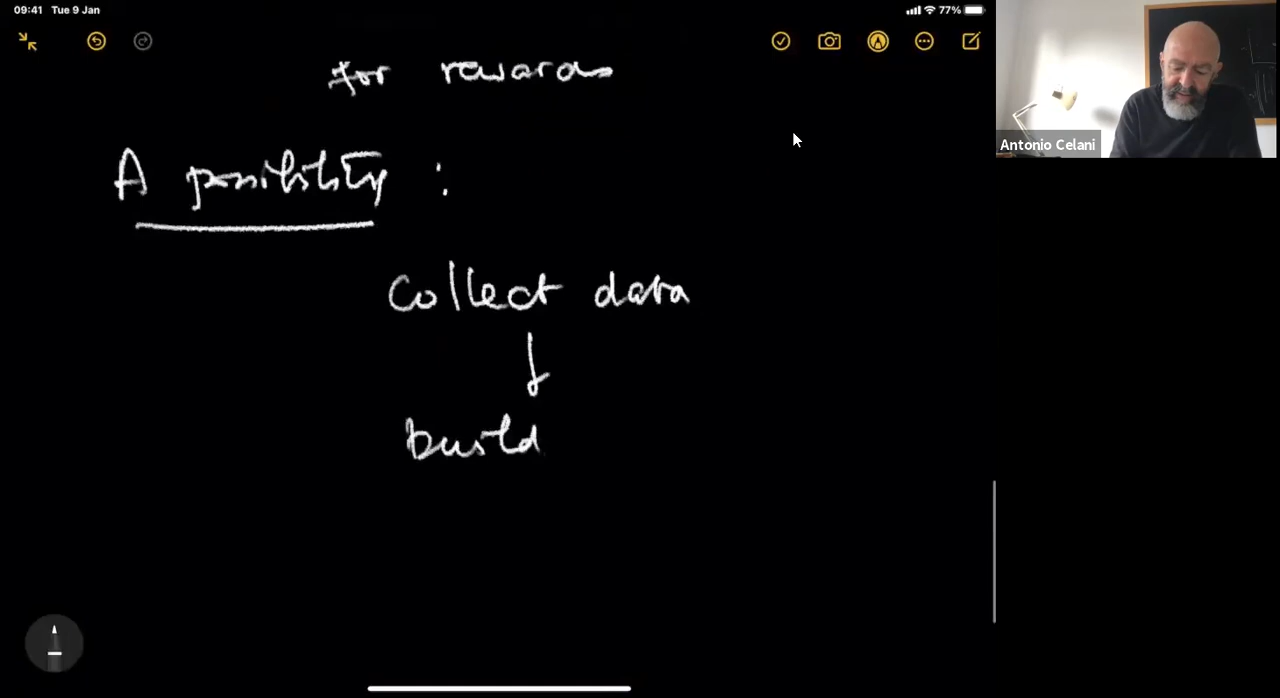 09:41 Tue 9 Jan 77%
for rewards
A possibility :
Collect data
build
Antonio Celani